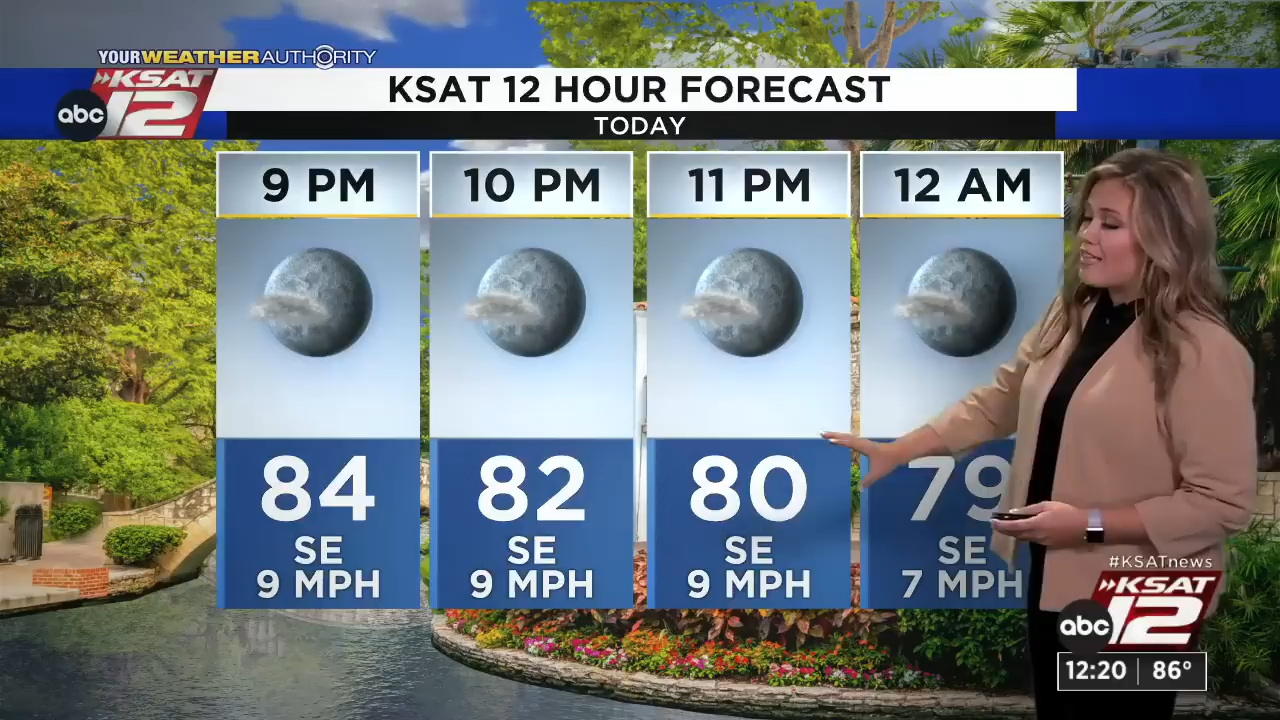 YOURWEATHERAUTHORITY
KSAT
abc 12
KSAT 12 HOUR FORECAST
TODAY
9 PM 10 PM 11 PM 12 AM
84 82 80 79
SE SE SE SE
9 MPH 9 MPH 9 MPH 7 MPH
#KSATnews
KSAT
abc 12
12:20 86°